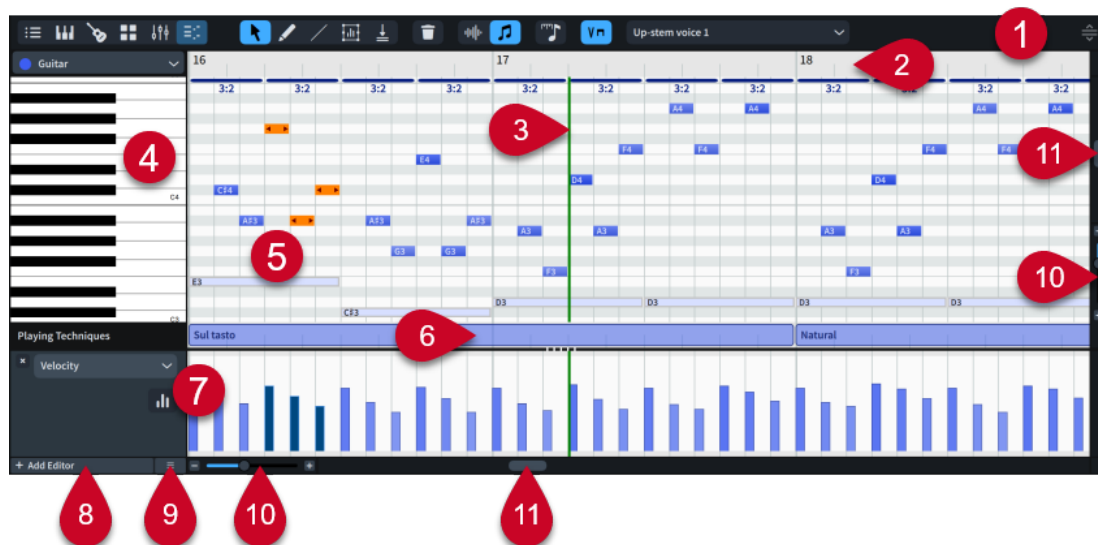 Up-stem voice 1
1
Guitar
16
17
18
2
3:2 3:2 3:2 3:2 3:2 3:2 3:2 3:2 3:2 3:2 3:2
A4 A4 A4 A4
3
4
F4 F4 F4 F4
11
E4
D4 D4
C♯4
C4
A♯3 A♯3 A♯3
A3 A3 A3 A3
5
G3 G3
F3 F3
10
E3
D3 D3 D3 D3
C♯3
C3
Playing Techniques
Sul tasto
6
Natural
Velocity
7
+ Add Editor
8
9
10
11